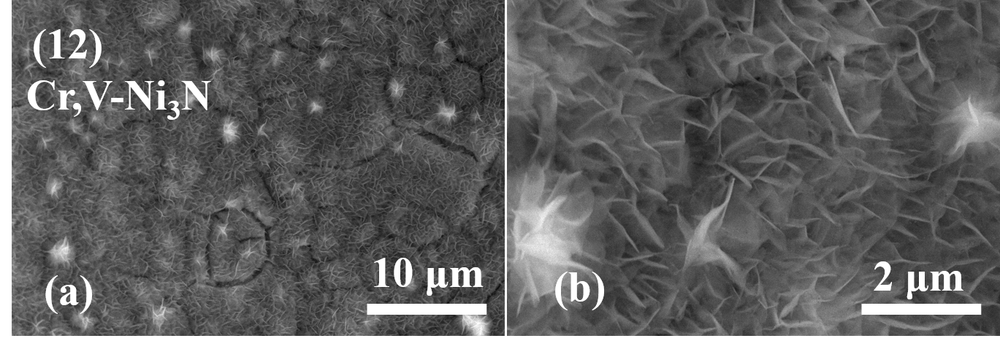 (12)
Cr,V-Ni₃N
(a)
10 μm
(b)
2 μm